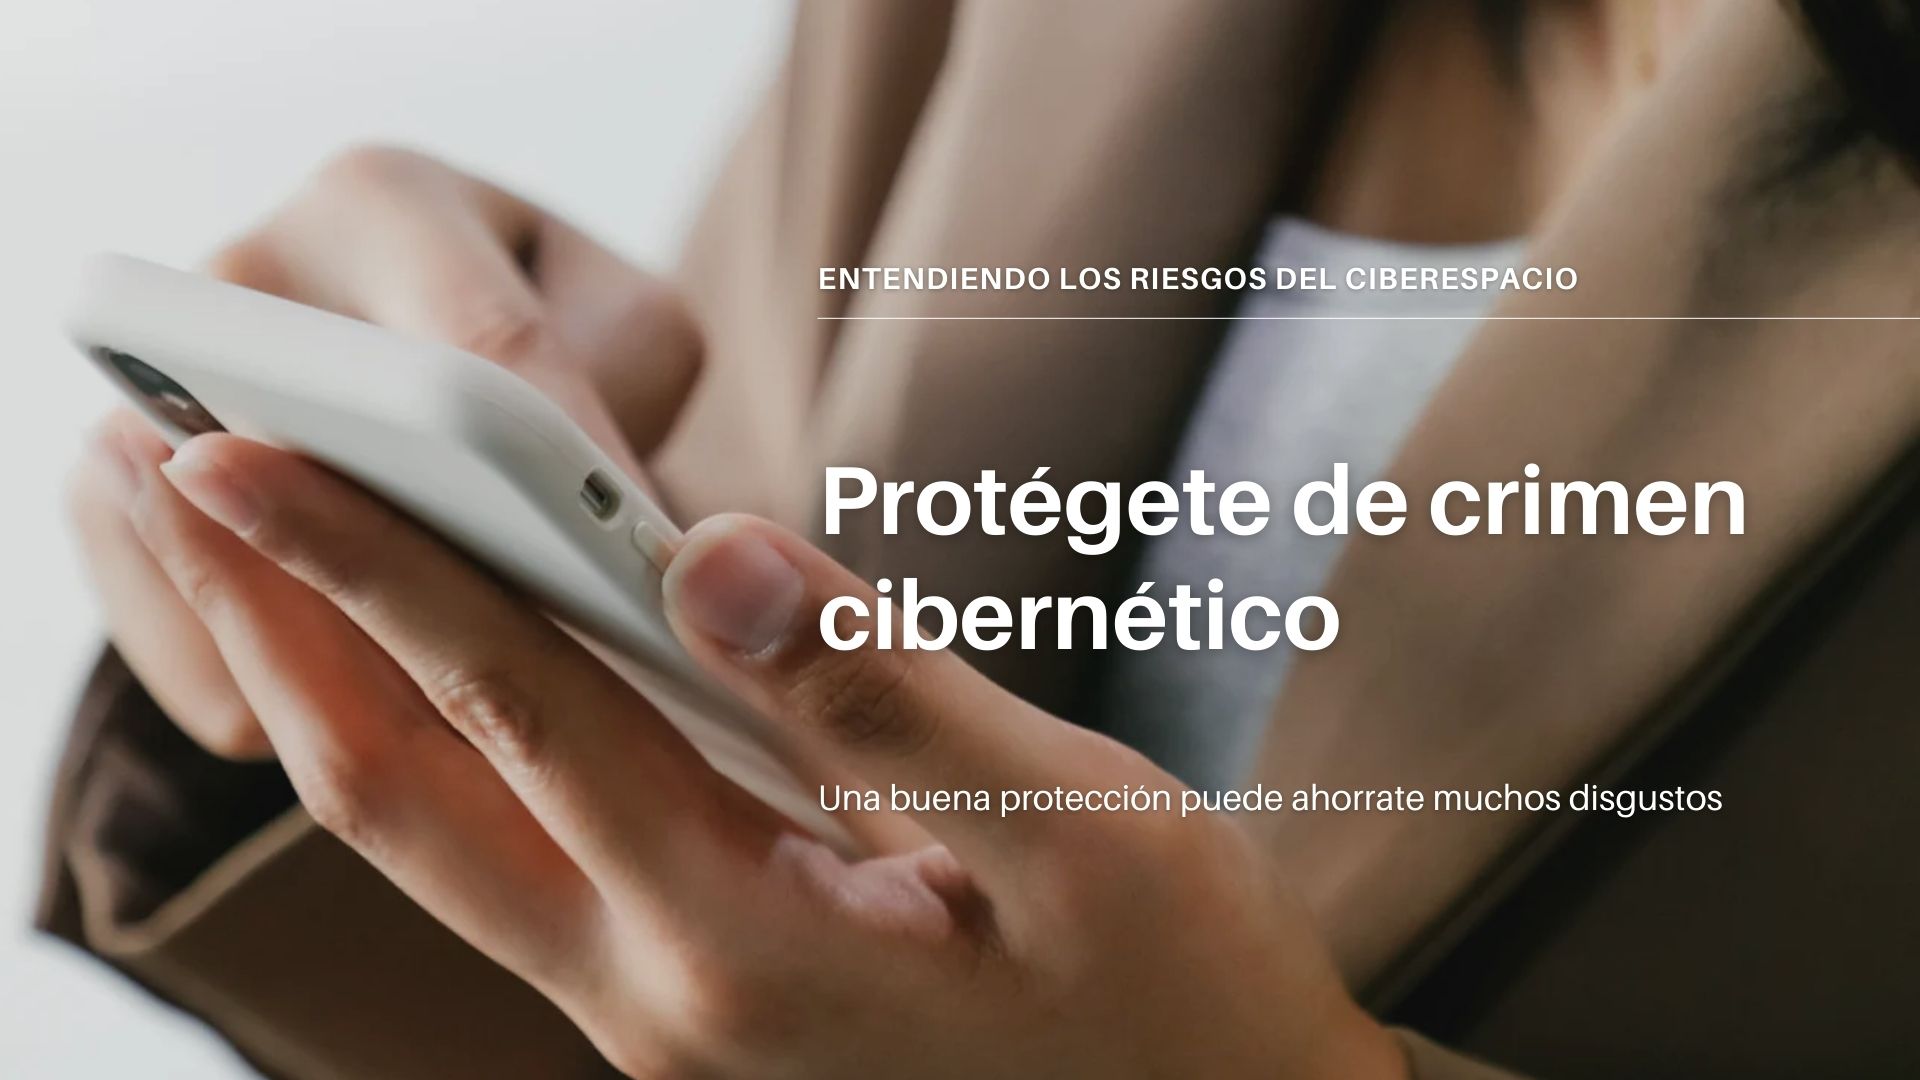 ENTENDIENDO LOS RIESGOS DEL CIBERESPACIO
Protégete de crimen
cibernético
Una buena protección puede ahorrate muchos disgustos